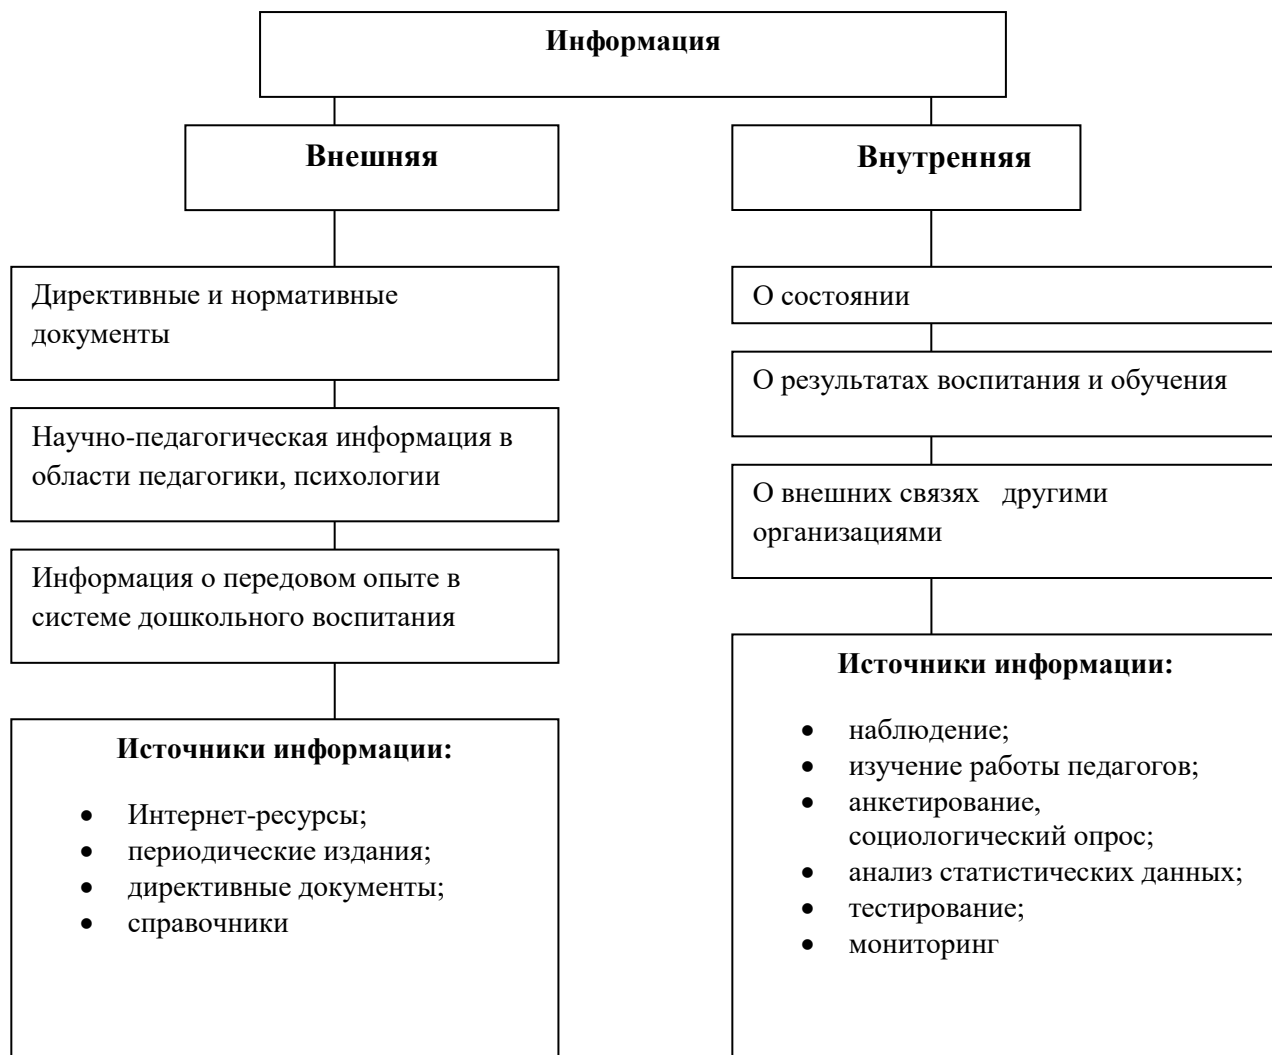 Информация
Внешняя
Внутренняя
Директивные и нормативные
документы
Научно-педагогическая информация в
области педагогики, психологии
Информация о передовом опыте в
системе дошкольного воспитания
Источники информации:
• Интернет-ресурсы;
• периодические издания;
• директивные документы;
• справочники
О состоянии
О результатах воспитания и обучения
О внешних связях другими
организациями
Источники информации:
• наблюдение;
• изучение работы педагогов;
• анкетирование,
социологический опрос;
• анализ статистических данных;
• тестирование;
• мониторинг